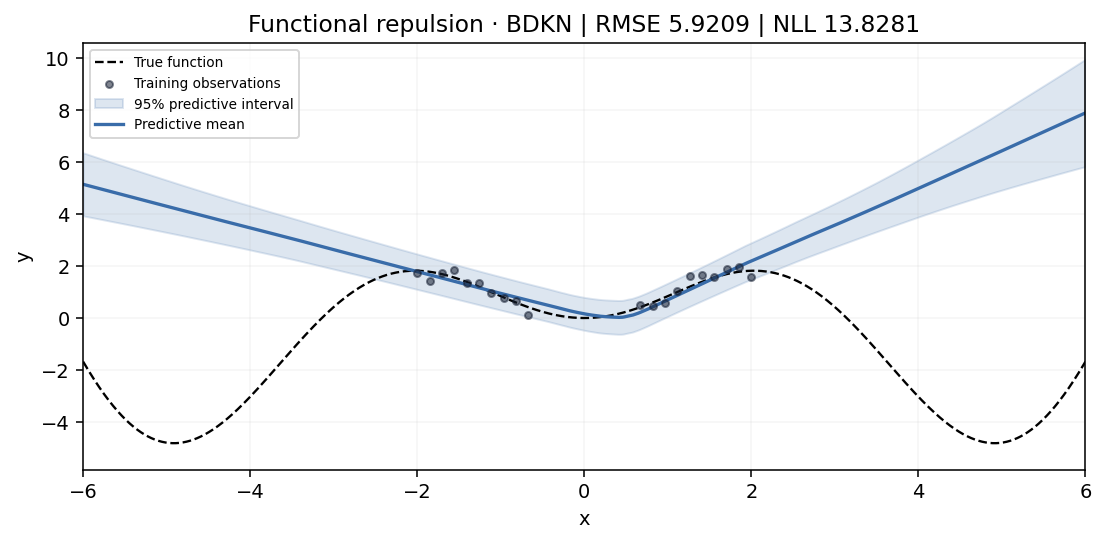 Functional repulsion · BDKN | RMSE 5.9209 | NLL 13.8281
True function
Training observations
95% predictive interval
Predictive mean
y
10
8
6
4
2
0
−2
−4
−6
−4
−2
0
2
4
6
x